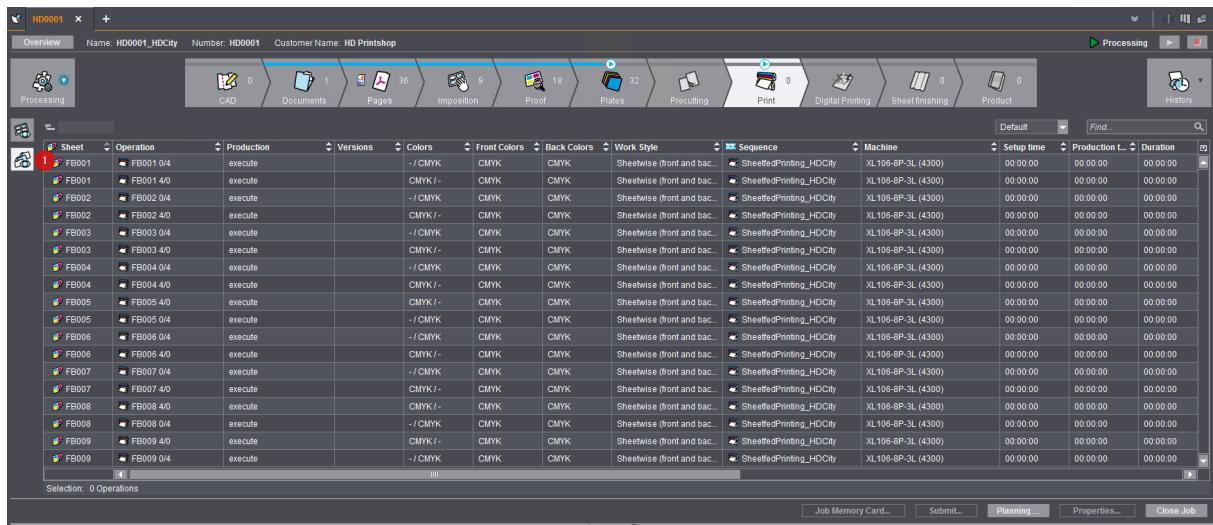 HD0001 × +
Overview Name: HD0001_HDCity Number: HD0001 Customer Name: HD Printshop Processing
0 1 36 9 18 32 0 0 0
Processing CAD Documents Pages Imposition Proof Plates Precutting Print Digital Printing Sheet finishing Product History
Default Find...
Sheet Operation Production Versions Colors Front Colors Back Colors Work Style Sequence Machine Setup time Production t... Duration
1 FB001 FB001 0/4 execute - / CMYK CMYK CMYK Sheetwise (front and bac... SheetfedPrinting_HDCity XL106-8P-3L (4300) 00:00:00 00:00:00 00:00:00
FB001 FB001 4/0 execute CMYK / - CMYK CMYK Sheetwise (front and bac... SheetfedPrinting_HDCity XL106-8P-3L (4300) 00:00:00 00:00:00 00:00:00
FB002 FB002 0/4 execute - / CMYK CMYK CMYK Sheetwise (front and bac... SheetfedPrinting_HDCity XL106-8P-3L (4300) 00:00:00 00:00:00 00:00:00
FB002 FB002 4/0 execute CMYK / - CMYK CMYK Sheetwise (front and bac... SheetfedPrinting_HDCity XL106-8P-3L (4300) 00:00:00 00:00:00 00:00:00
FB003 FB003 0/4 execute - / CMYK CMYK CMYK Sheetwise (front and bac... SheetfedPrinting_HDCity XL106-8P-3L (4300) 00:00:00 00:00:00 00:00:00
FB003 FB003 4/0 execute CMYK / - CMYK CMYK Sheetwise (front and bac... SheetfedPrinting_HDCity XL106-8P-3L (4300) 00:00:00 00:00:00 00:00:00
FB004 FB004 0/4 execute - / CMYK CMYK CMYK Sheetwise (front and bac... SheetfedPrinting_HDCity XL106-8P-3L (4300) 00:00:00 00:00:00 00:00:00
FB004 FB004 4/0 execute CMYK / - CMYK CMYK Sheetwise (front and bac... SheetfedPrinting_HDCity XL106-8P-3L (4300) 00:00:00 00:00:00 00:00:00
FB005 FB005 4/0 execute CMYK / - CMYK CMYK Sheetwise (front and bac... SheetfedPrinting_HDCity XL106-8P-3L (4300) 00:00:00 00:00:00 00:00:00
FB005 FB005 0/4 execute - / CMYK CMYK CMYK Sheetwise (front and bac... SheetfedPrinting_HDCity XL106-8P-3L (4300) 00:00:00 00:00:00 00:00:00
FB006 FB006 0/4 execute - / CMYK CMYK CMYK Sheetwise (front and bac... SheetfedPrinting_HDCity XL106-8P-3L (4300) 00:00:00 00:00:00 00:00:00
FB006 FB006 4/0 execute CMYK / - CMYK CMYK Sheetwise (front and bac... SheetfedPrinting_HDCity XL106-8P-3L (4300) 00:00:00 00:00:00 00:00:00
FB007 FB007 0/4 execute - / CMYK CMYK CMYK Sheetwise (front and bac... SheetfedPrinting_HDCity XL106-8P-3L (4300) 00:00:00 00:00:00 00:00:00
FB007 FB007 4/0 execute CMYK / - CMYK CMYK Sheetwise (front and bac... SheetfedPrinting_HDCity XL106-8P-3L (4300) 00:00:00 00:00:00 00:00:00
FB008 FB008 4/0 execute CMYK / - CMYK CMYK Sheetwise (front and bac... SheetfedPrinting_HDCity XL106-8P-3L (4300) 00:00:00 00:00:00 00:00:00
FB008 FB008 0/4 execute - / CMYK CMYK CMYK Sheetwise (front and bac... SheetfedPrinting_HDCity XL106-8P-3L (4300) 00:00:00 00:00:00 00:00:00
FB009 FB009 4/0 execute CMYK / - CMYK CMYK Sheetwise (front and bac... SheetfedPrinting_HDCity XL106-8P-3L (4300) 00:00:00 00:00:00 00:00:00
FB009 FB009 0/4 execute - / CMYK CMYK CMYK Sheetwise (front and bac... SheetfedPrinting_HDCity XL106-8P-3L (4300) 00:00:00 00:00:00 00:00:00
Selection: 0 Operations
Job Memory Card... Submit... Planning... Properties... Close Job